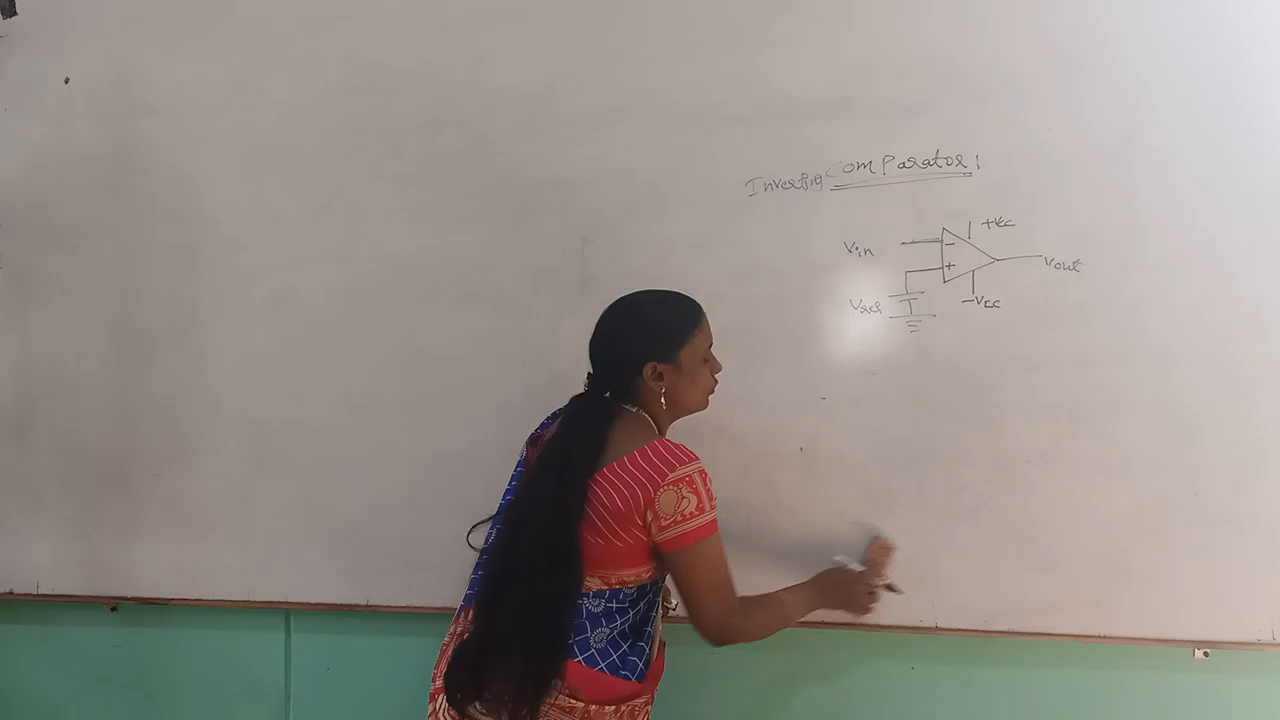 Inverting Comparator:
+Vcc
Vin
-
+
Vout
Vref
-Vcc